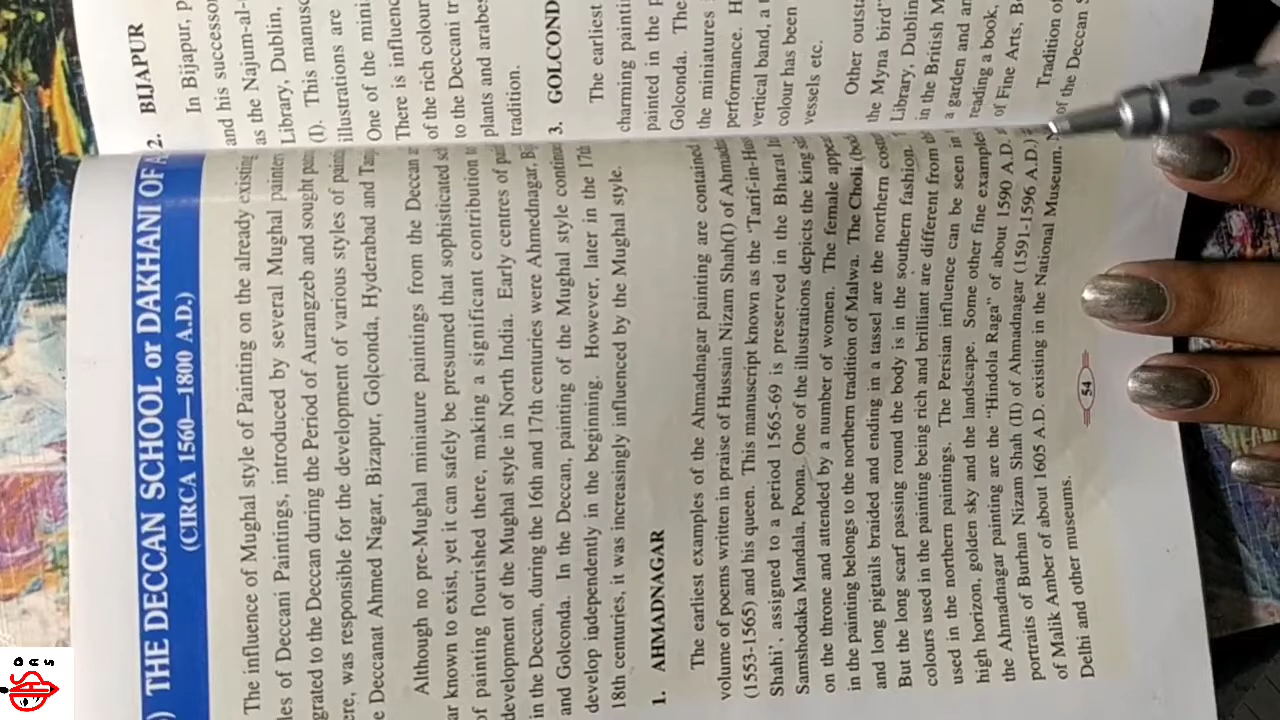 ) THE DECCAN SCHOOL or DAKHANI OF A
(CIRCA 1560—1800 A.D.)
The influence of Mughal style of Painting on the already existing
les of Deccani Paintings, introduced by several Mughal painters
grated to the Deccan during the Period of Aurangzeb and sought
ere, was responsible for the development of various styles of
e Deccanat Ahmed Nagar, Bizapur, Golconda, Hyderabad and
Although no pre-Mughal miniature paintings from the Deccan
ar known to exist, yet it can safely be presumed that sophisticated
of painting flourished there, making a significant contribution
development of the Mughal style in North India. Early centres of
in the Deccan, during the 16th and 17th centuries were Ahmednagar,
and Golconda. In the Deccan, painting of the Mughal style
develop independently in the beginning. However, later in the 17th
18th centuries, it was increasingly influenced by the Mughal style.
1. AHMADNAGAR
The earliest examples of the Ahmadnagar painting are contained
volume of poems written in praise of Hussain Nizam Shah(I) of
(1553-1565) and his queen. This manuscript known as the 'Tarif-in-
Shahi', assigned to a period 1565-69 is preserved in the Bharat
Samshodaka Mandala, Poona. One of the illustrations depicts the king
on the throne and attended by a number of women. The female
in the painting belongs to the northern tradition of Malwa. The Choli
and long pigtails braided and ending in a tassel are the northern
But the long scarf passing round the body is in the southern fashion.
colours used in the painting being rich and brilliant are different from
used in the northern paintings. The Persian influence can be seen in
high horizon, golden sky and the landscape. Some other fine examples
the Ahmadnagar painting are the "Hindola Raga" of about 1590 A.D.
portraits of Burhan Nizam Shah (II) of Ahmadnagar (1591-1596 A.D.)
of Malik Amber of about 1605 A.D. existing in the National Museum.
Delhi and other museums.
54
2. BIJAPUR
In Bijapur, p
and his successor
as the Najum-al-
Library, Dublin,
(I). This manusc
illustrations are
One of the mini
There is influenc
of the rich colour
to the Deccani tr
plants and arabes
tradition.
3. GOLCOND
The earliest
charming painti
painted in the
Golconda. The
the miniatures
performance. H
vertical band, a
colour has been
vessels etc.
Other outst
the Myna bird"
Library, Dublin
in the British M
a garden and an
reading a book,
of Fine Arts, Bo
Tradition of
of the Deccan S